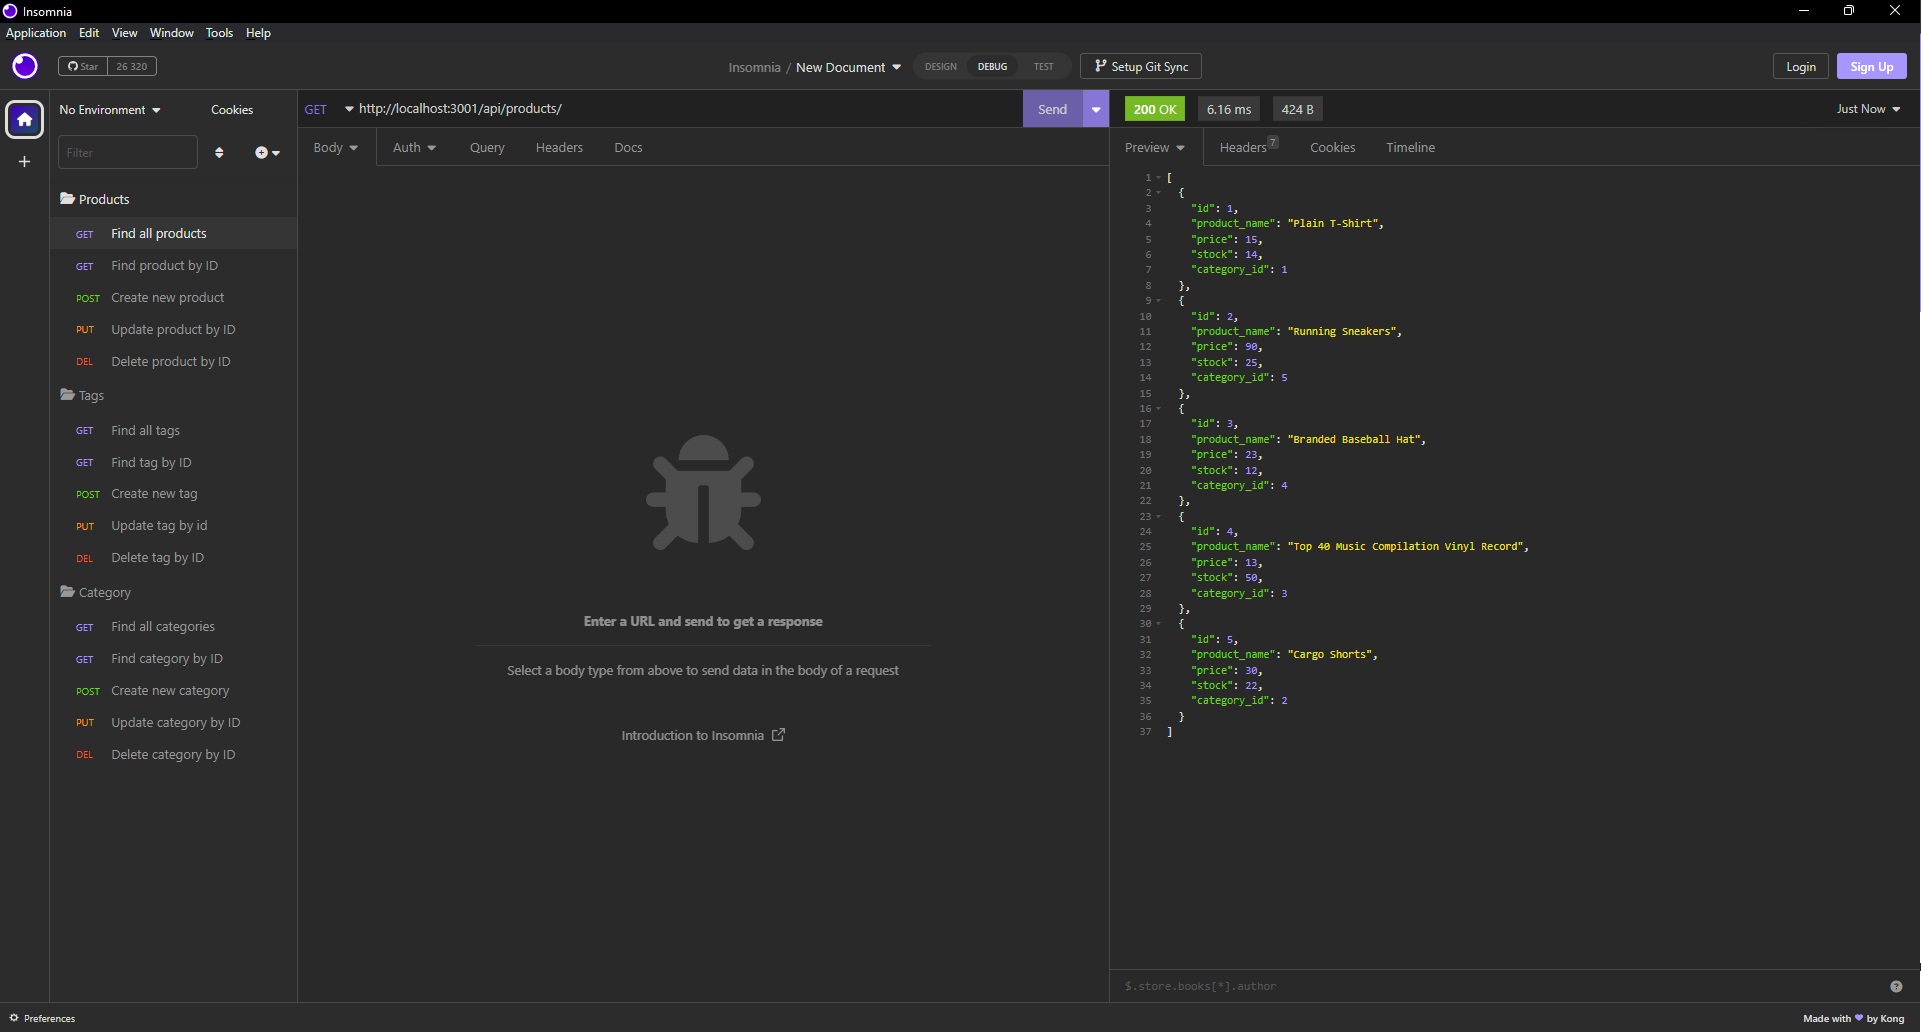 Insomnia
Application Edit View Window Tools Help
Star 26 320
Insomnia / New Document DESIGN DEBUG TEST Setup Git Sync
Login Sign Up
No Environment Cookies
Filter
Products
GET Find all products
GET Find product by ID
POST Create new product
PUT Update product by ID
DEL Delete product by ID
Tags
GET Find all tags
GET Find tag by ID
POST Create new tag
PUT Update tag by id
DEL Delete tag by ID
Category
GET Find all categories
GET Find category by ID
POST Create new category
PUT Update category by ID
DEL Delete category by ID
GET http://localhost:3001/api/products/ Send
Body Auth Query Headers Docs
Enter a URL and send to get a response
Select a body type from above to send data in the body of a request
Introduction to Insomnia
200 OK 6.16 ms 424 B Just Now
Preview Headers 7 Cookies Timeline
1 [
2 {
3 "id": 1,
4 "product_name": "Plain T-Shirt",
5 "price": 15,
6 "stock": 14,
7 "category_id": 1
8 },
9 {
10 "id": 2,
11 "product_name": "Running Sneakers",
12 "price": 90,
13 "stock": 25,
14 "category_id": 5
15 },
16 {
17 "id": 3,
18 "product_name": "Branded Baseball Hat",
19 "price": 23,
20 "stock": 12,
21 "category_id": 4
22 },
23 {
24 "id": 4,
25 "product_name": "Top 40 Music Compilation Vinyl Record",
26 "price": 13,
27 "stock": 50,
28 "category_id": 3
29 },
30 {
31 "id": 5,
32 "product_name": "Cargo Shorts",
33 "price": 30,
34 "stock": 22,
35 "category_id": 2
36 }
37 ]
$.store.books[*].author
Preferences
Made with ♥ by Kong